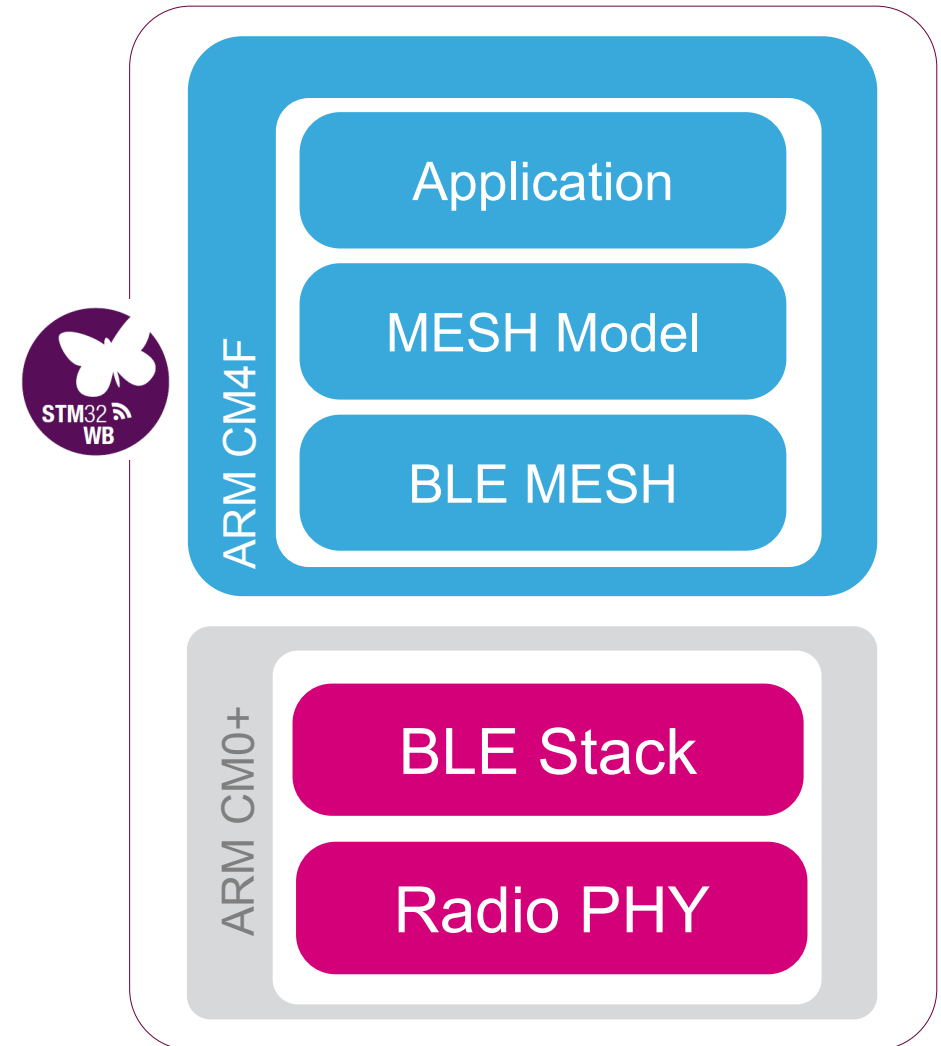 Application
MESH Model
BLE MESH
ARM CM4F
STM32
WB
BLE Stack
Radio PHY
ARM CM0+